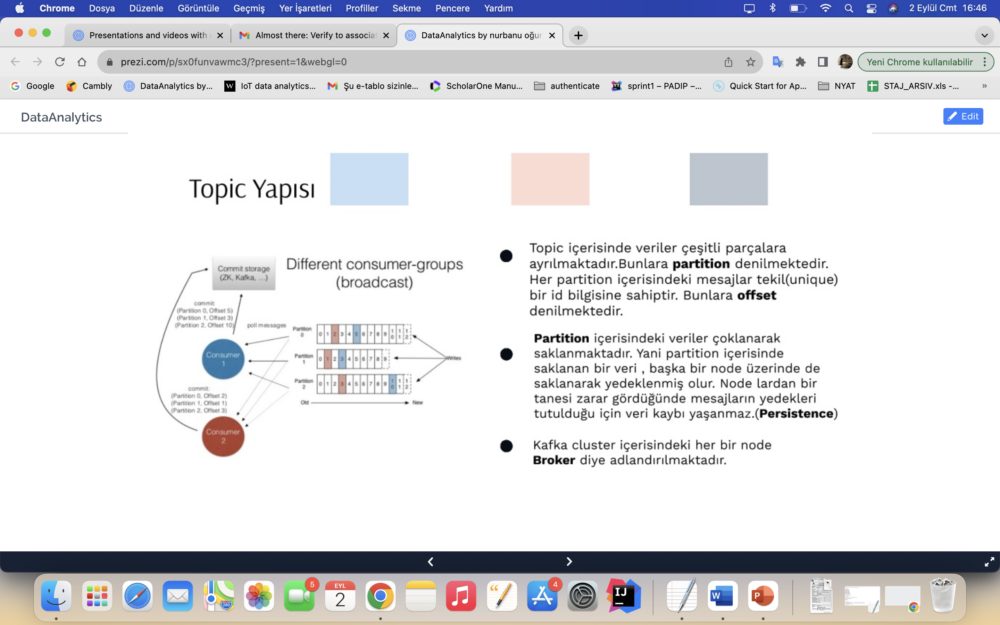 Chrome Dosya Düzenle Görüntüle Geçmiş Yer İşaretleri Profiller Sekme Pencere Yardım 2 Eylül Cmt 16:46
Presentations and videos with Almost there: Verify to associat DataAnalytics by nurbanu oğur
prezi.com/p/sx0funvawmc3/?present=1&webgl=0 Yeni Chrome kullanılabilir
Google Cambly DataAnalytics by... IoT data analytics... Şu e-tablo sizinle... ScholarOne Manu... authenticate sprint1 – PADIP –... Quick Start for Ap... NYAT STAJ_ARSIV.xls -... »
DataAnalytics
Edit
Topic Yapısı
Different consumer-groups
(broadcast)
Commit storage
(ZK, Kafka, ...)
commit:
(Partition 0, Offset 5)
(Partition 1, Offset 3)
(Partition 2, Offset 10)
poll messages
Partition
0
0 1 2 3 4 5 6 7 8 9 10 11 12
Consumer
1
Partition
1
0 1 2 3 4 5 6 7 8 9
Writes
Partition
2
0 1 2 3 4 5 6 7 8 9 10 11 12
Old New
commit:
(Partition 0, Offset 2)
(Partition 1, Offset 1)
(Partition 2, Offset 3)
Consumer
2
Topic içerisinde veriler çeşitli parçalara
ayrılmaktadır.Bunlara partition denilmektedir.
Her partition içerisindeki mesajlar tekil(unique)
bir id bilgisine sahiptir. Bunlara offset
denilmektedir.
Partition içerisindeki veriler çoklanarak
saklanmaktadır. Yani partition içerisinde
saklanan bir veri , başka bir node üzerinde de
saklanarak yedeklenmiş olur. Node lardan bir
tanesi zarar gördüğünde mesajların yedekleri
tutulduğu için veri kaybı yaşanmaz.(Persistence)
Kafka cluster içerisindeki her bir node
Broker diye adlandırılmaktadır.
280
5
EYL
2
4
IJ
W
P
PDF